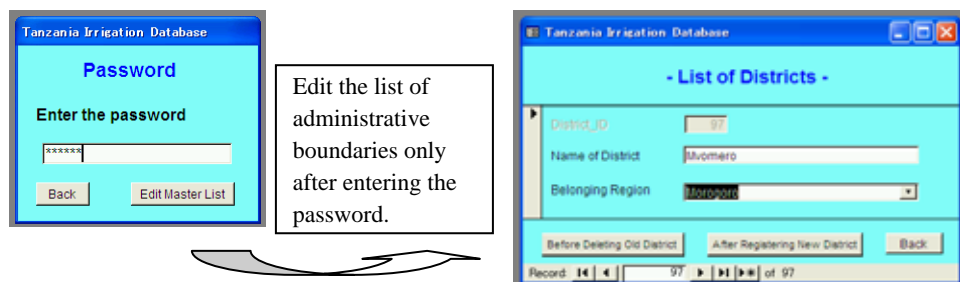 Tanzania Irrigation Database
Password
Enter the password
******
Back
Edit Master List
Edit the list of
administrative
boundaries only
after entering the
password.
Tanzania Irrigation Database
- List of Districts -
District_ID
97
Name of District
Mvomero
Belonging Region
Morogoro
Before Deleting Old District
After Registering New District
Back
Record: 97 of 97